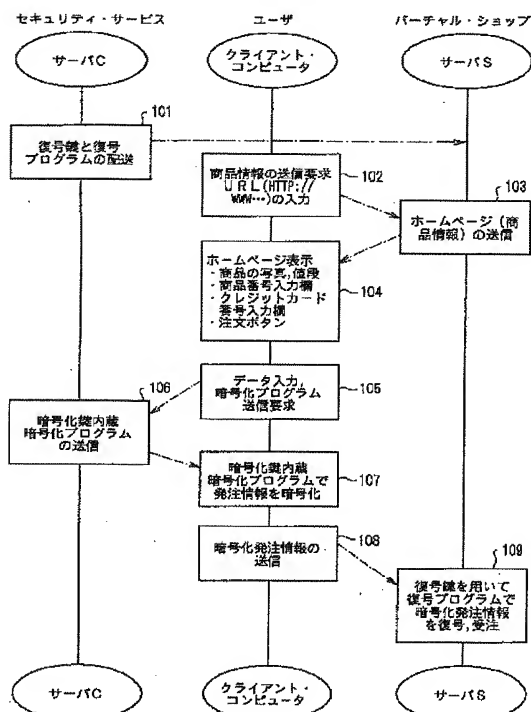 セキュリティ・サービス
ユーザ
バーチャル・ショップ
サーバC
クライアント・
コンピュータ
サーバS
101
復号鍵と復号
プログラムの配送
102
商品情報の送信要求
URL(HTTP://
WWW…)の入力
103
ホームページ(商
品情報)の送信
ホームページ表示
・商品の写真,値段
・商品番号入力欄
・クレジットカード
番号入力欄
・注文ボタン
104
データ入力,
暗号化プログラム
送信要求
105
106
暗号化鍵内蔵
暗号化プログラム
の送信
暗号化鍵内蔵
暗号化プログラムで
発注情報を暗号化
107
108
暗号化発注情報の
送信
109
復号鍵を用いて
復号プログラムで
暗号化発注情報
を復号,受注
サーバC
クライアント・
コンピュータ
サーバS